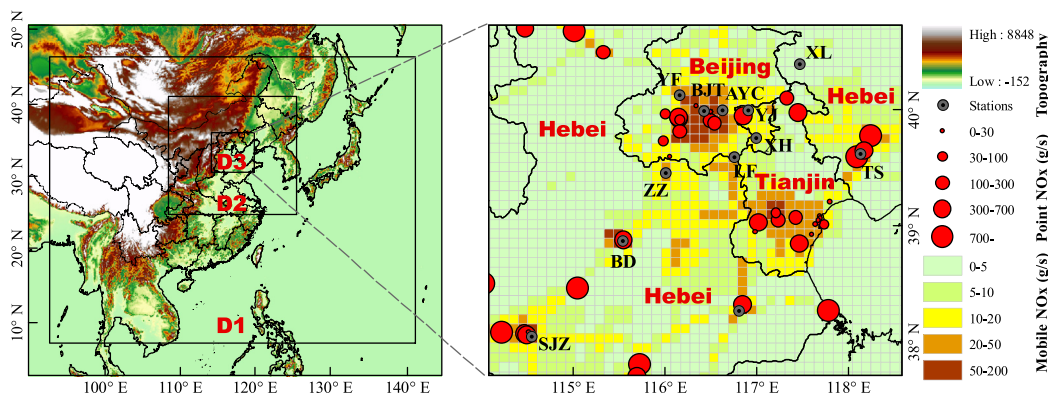 50° N
40° N
30° N
20° N
10° N
100° E
110° E
120° E
130° E
140° E
D3
D2
D1
XL
YF
Beijing
BJT
AYC
Hebei
YJ
Hebei
XH
LF
TS
ZZ
Tianjin
BD
Hebei
SJZ
40° N
39° N
38° N
115° E
116° E
117° E
118° E
High : 8848
Low : -152
Topography
Stations
0-30
30-100
100-300
300-700
700-
Point NOx (g/s)
0-5
5-10
10-20
20-50
50-200
Mobile NOx (g/s)